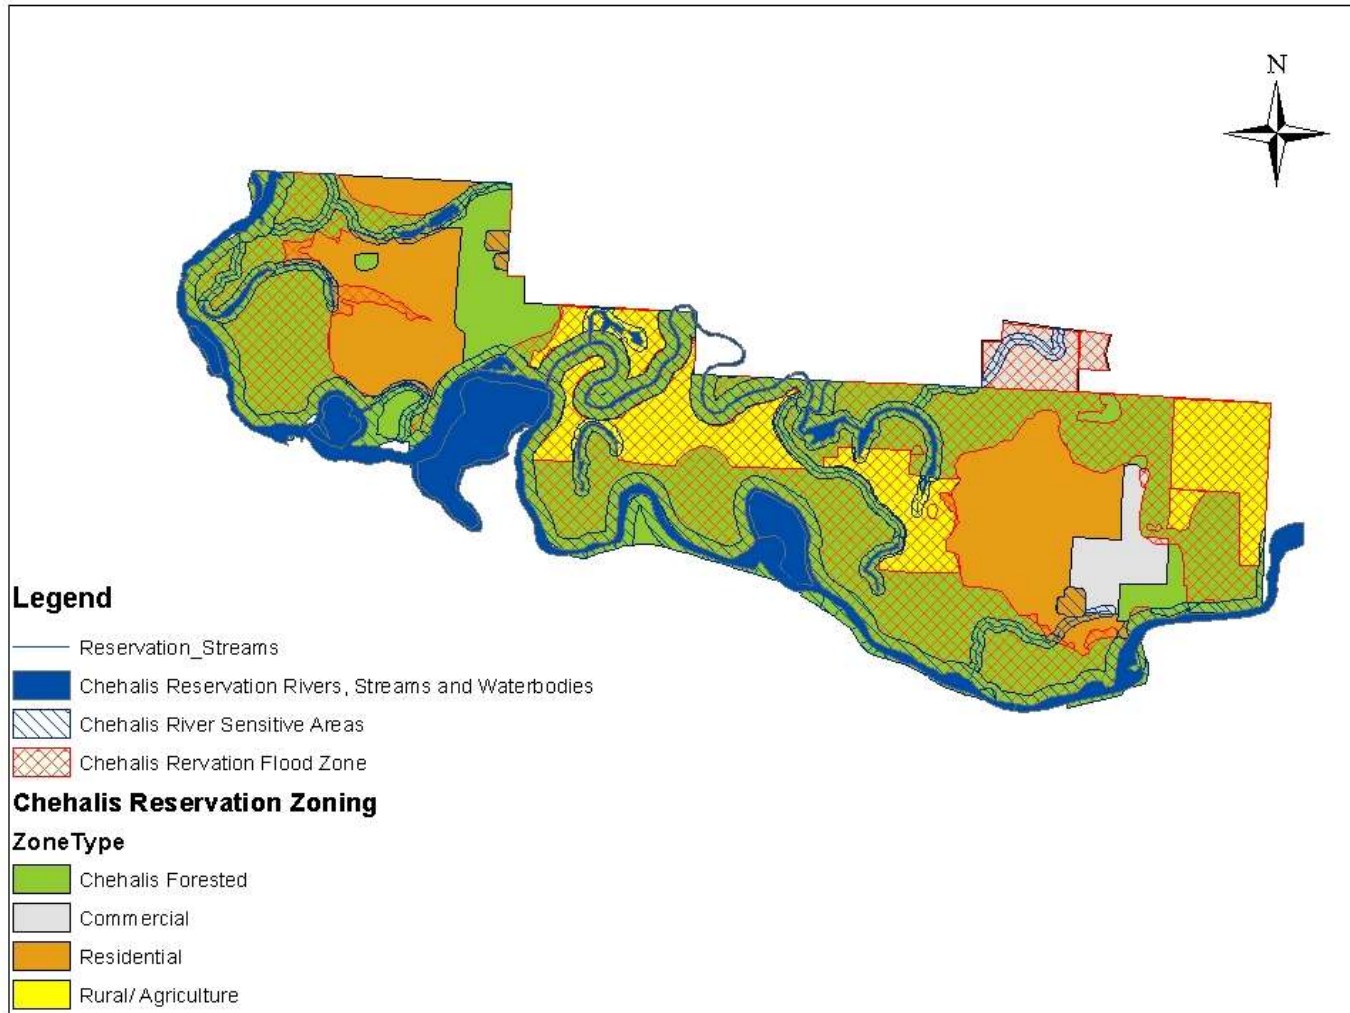 N
Legend
Reservation_Streams
Chehalis Reservation Rivers, Streams and Waterbodies
Chehalis River Sensitive Areas
Chehalis Rervation Flood Zone
Chehalis Reservation Zoning
ZoneType
Chehalis Forested
Commercial
Residential
Rural/ Agriculture